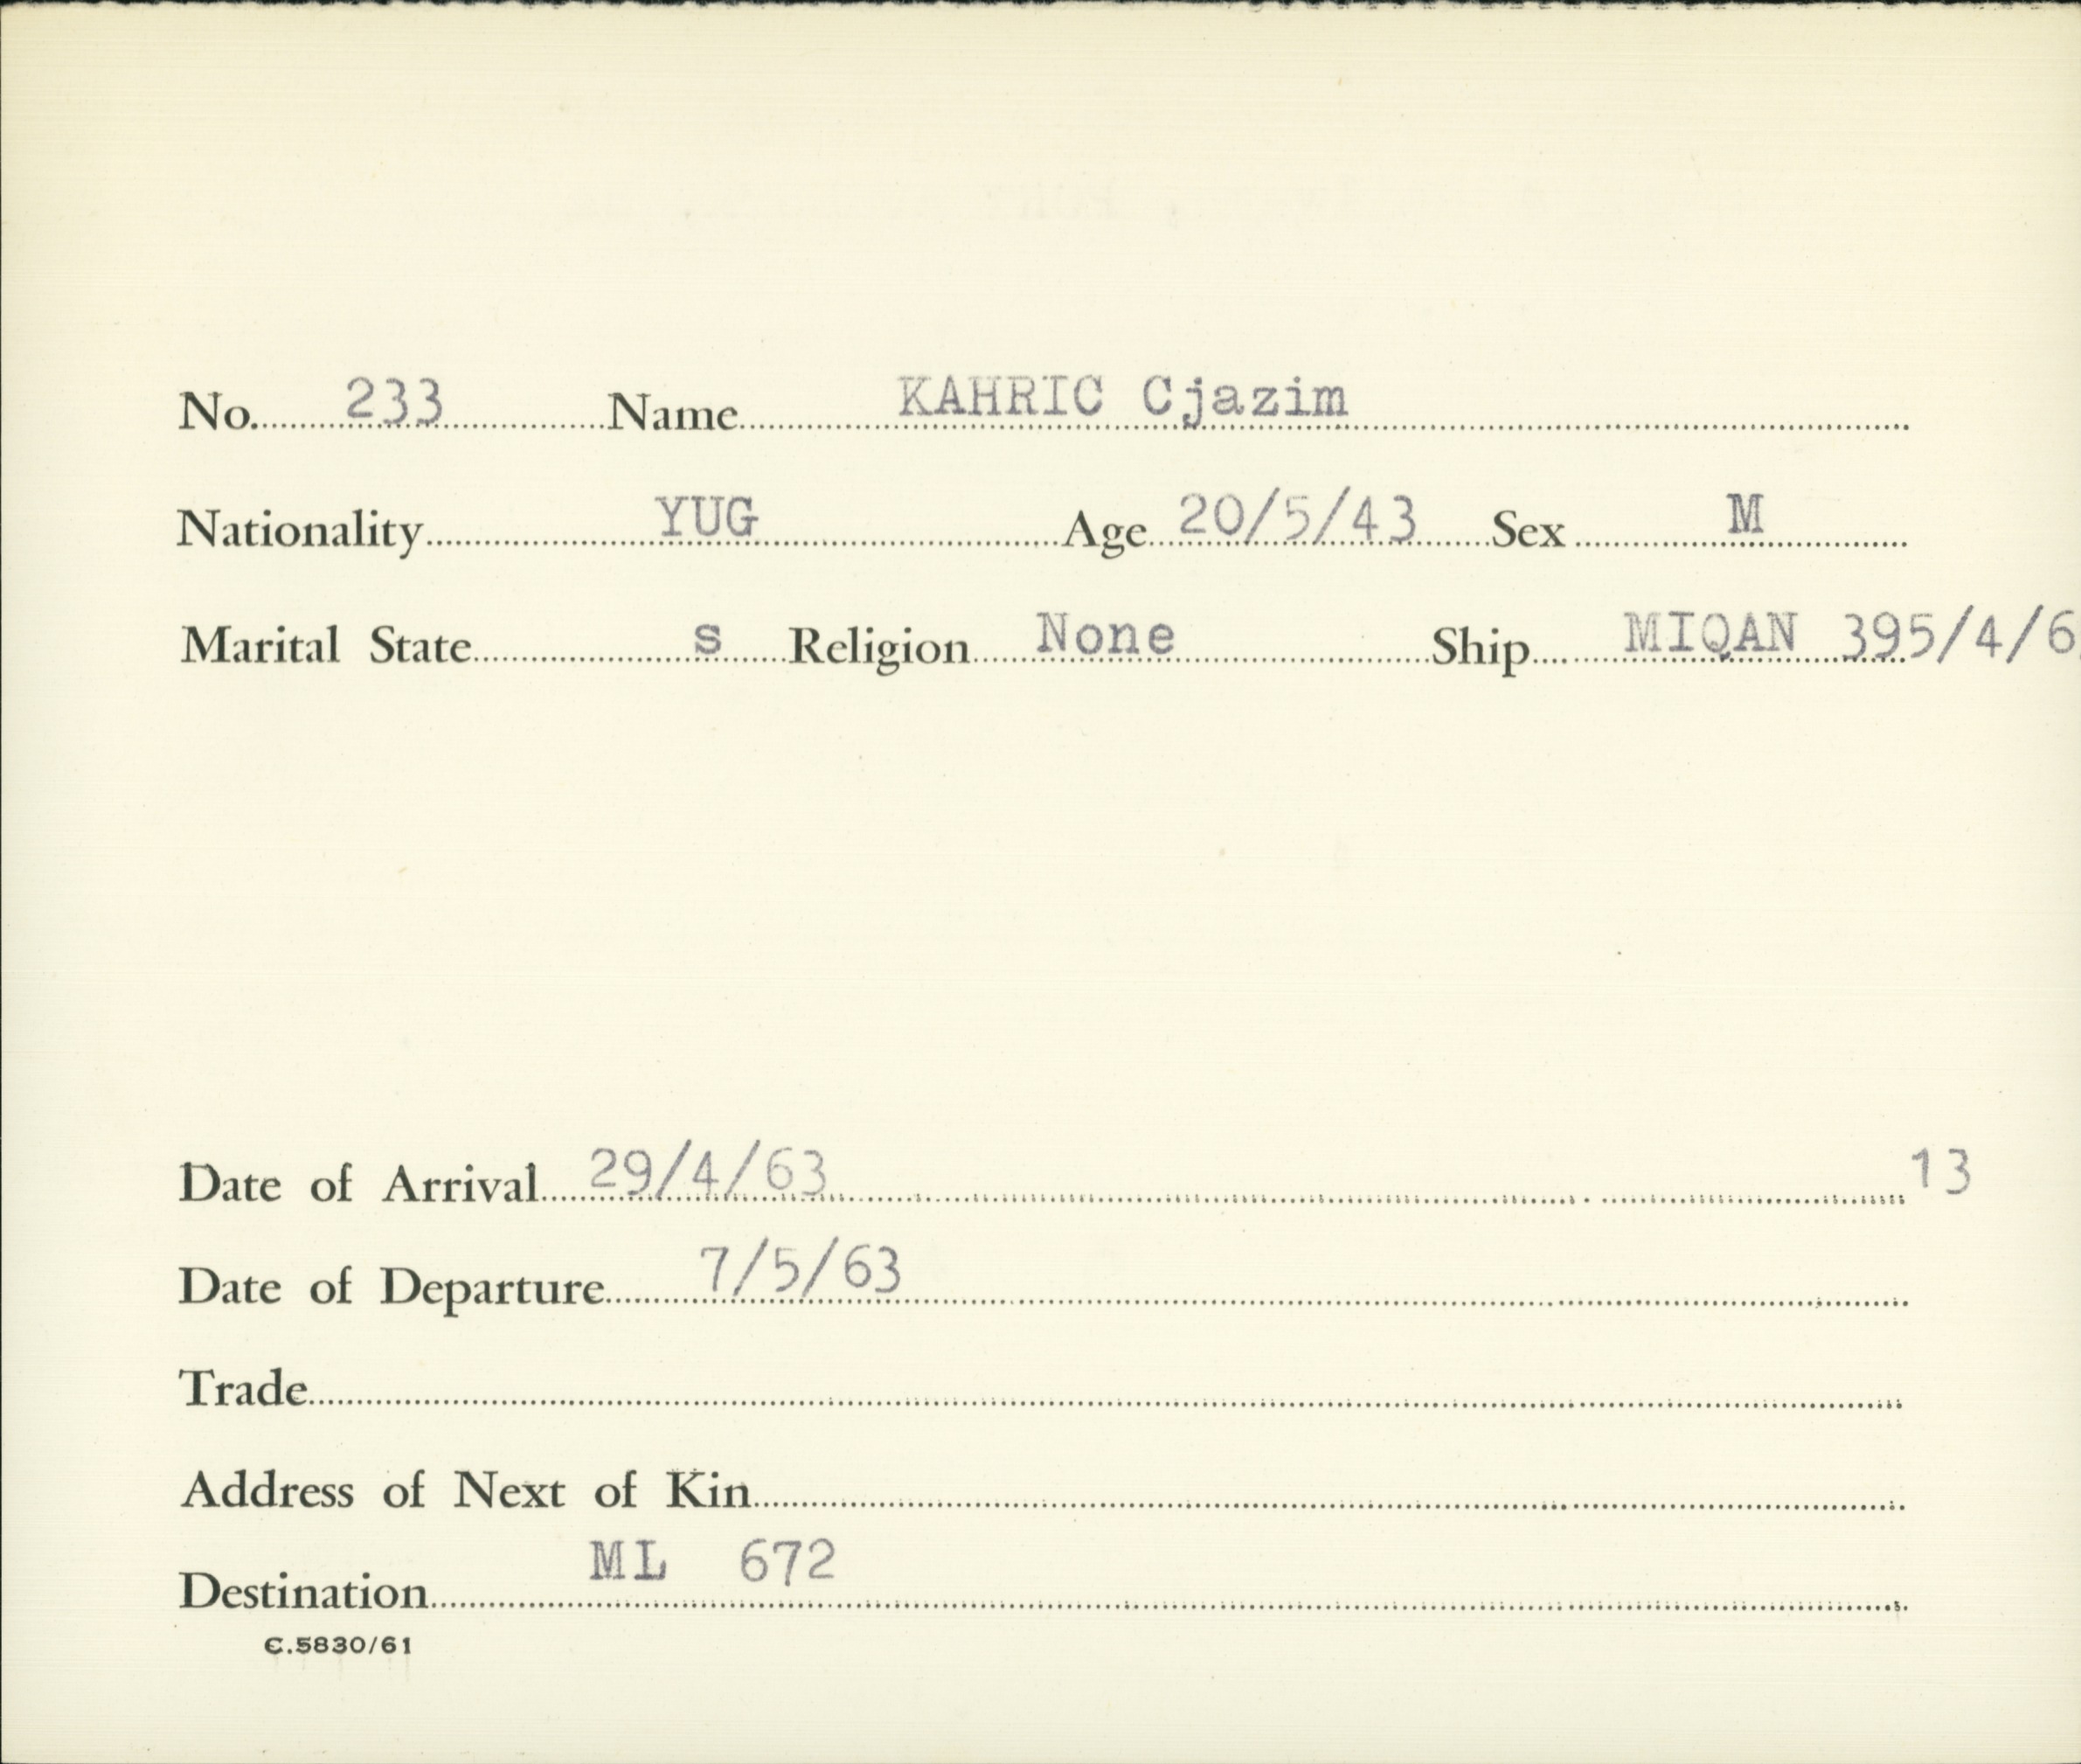 No. 233 Name KAHRIC Cjazim
Nationality YUG Age 20/5/43 Sex M
Marital State s Religion None Ship MIQAN 395/4/6
Date of Arrival 29/4/63 13
Date of Departure 7/5/63
Trade
Address of Next of Kin
Destination ML 672
C.5830/61